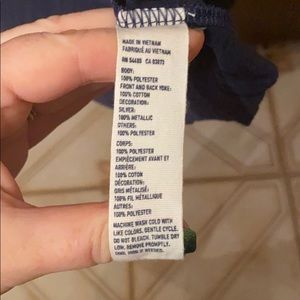 MADE IN VIETNAM
FABRIQUÉ AU VIETNAM
RN 54485 CA 03873
BODY:
100% POLYESTER
FRONT AND BACK YOKE:
100% COTTON
DECORATION:
SILVER:
100% METALLIC
OTHERS:
100% POLYESTER
CORPS:
100% POLYESTER
EMPIÈCEMENT AVANT ET
ARRIÈRE:
100% COTON
DÉCORATION:
GRIS MÉTALISÉ:
100% FIL MÉTALLIQUE
AUTRES:
100% POLYESTER
MACHINE WASH COLD WITH
LIKE COLORS, GENTLE CYCLE.
DO NOT BLEACH. TUMBLE DRY
LOW. REMOVE PROMPTLY.